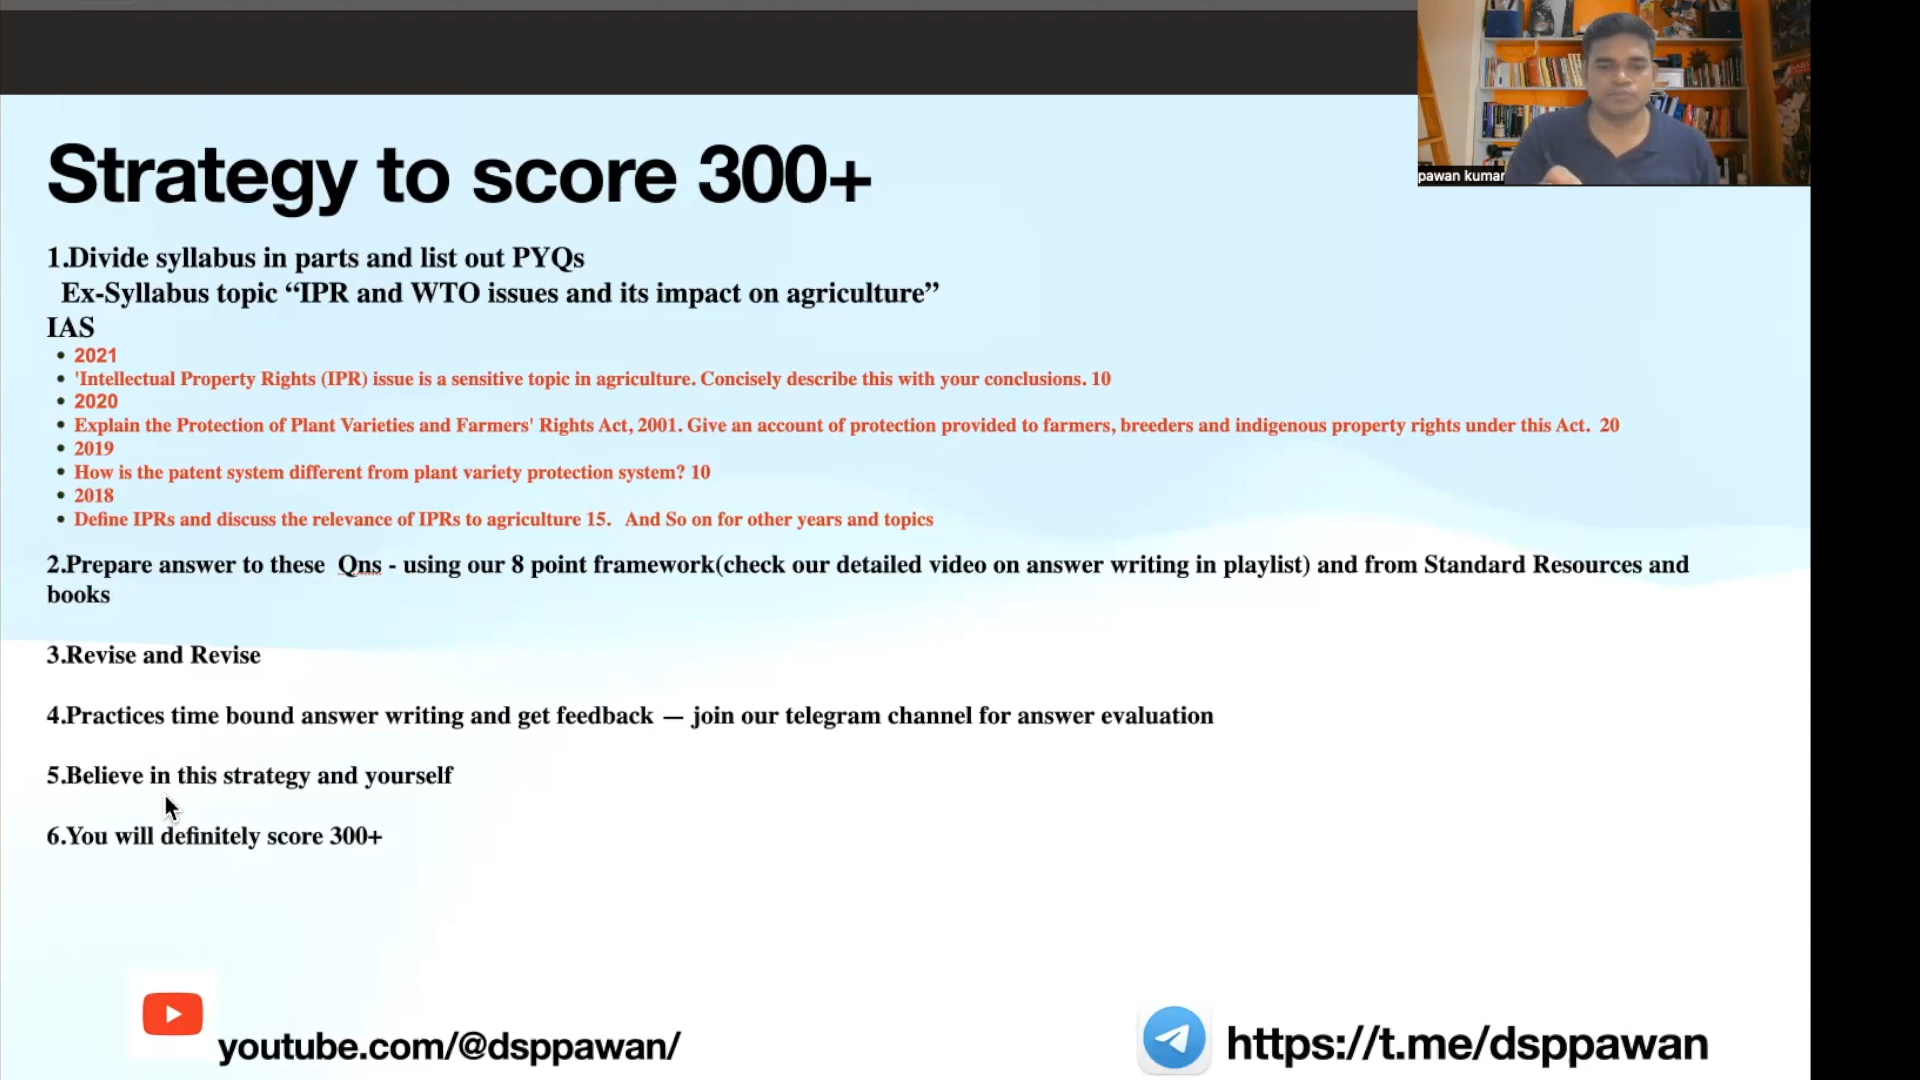 pawan kumar
Strategy to score 300+
1.Divide syllabus in parts and list out PYQs
Ex-Syllabus topic “IPR and WTO issues and its impact on agriculture”
IAS
• 2021
• 'Intellectual Property Rights (IPR) issue is a sensitive topic in agriculture. Concisely describe this with your conclusions. 10
• 2020
• Explain the Protection of Plant Varieties and Farmers' Rights Act, 2001. Give an account of protection provided to farmers, breeders and indigenous property rights under this Act. 20
• 2019
• How is the patent system different from plant variety protection system? 10
• 2018
• Define IPRs and discuss the relevance of IPRs to agriculture 15. And So on for other years and topics
2.Prepare answer to these Qns - using our 8 point framework(check our detailed video on answer writing in playlist) and from Standard Resources and
books
3.Revise and Revise
4.Practices time bound answer writing and get feedback — join our telegram channel for answer evaluation
5.Believe in this strategy and yourself
6.You will definitely score 300+
youtube.com/@dsppawan/
https://t.me/dsppawan